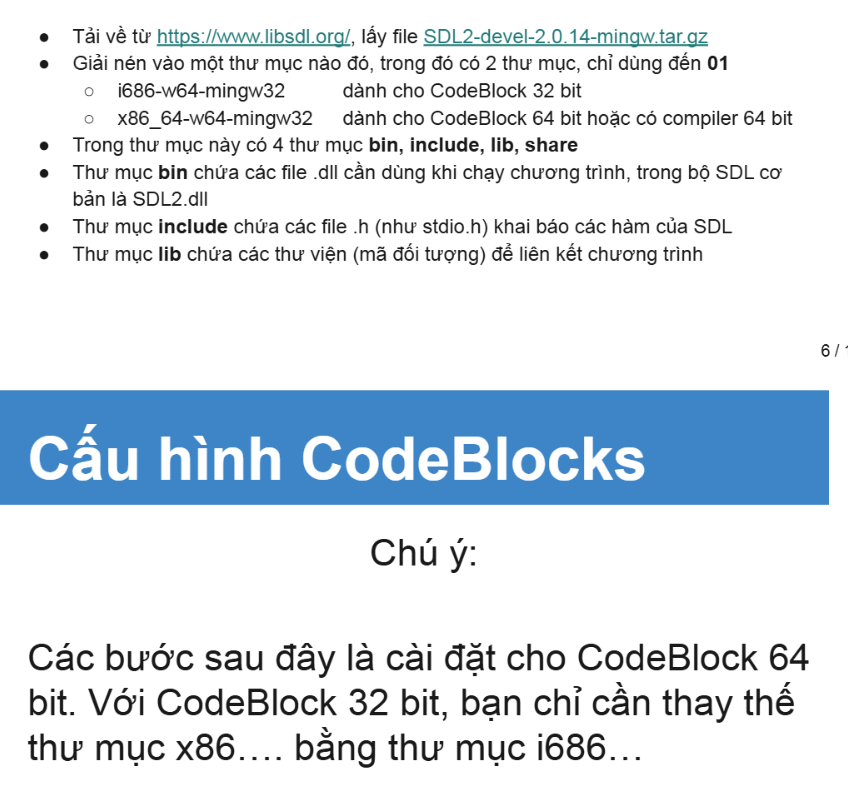 ● Tải về từ https://www.libsdl.org/, lấy file SDL2-devel-2.0.14-mingw.tar.gz
● Giải nén vào một thư mục nào đó, trong đó có 2 thư mục, chỉ dùng đến 01
○ i686-w64-mingw32 dành cho CodeBlock 32 bit
○ x86_64-w64-mingw32 dành cho CodeBlock 64 bit hoặc có compiler 64 bit
● Trong thư mục này có 4 thư mục bin, include, lib, share
● Thư mục bin chứa các file .dll cần dùng khi chạy chương trình, trong bộ SDL cơ
bản là SDL2.dll
● Thư mục include chứa các file .h (như stdio.h) khai báo các hàm của SDL
● Thư mục lib chứa các thư viện (mã đối tượng) để liên kết chương trình
6 /
Cấu hình CodeBlocks
Chú ý:
Các bước sau đây là cài đặt cho CodeBlock 64
bit. Với CodeBlock 32 bit, bạn chỉ cần thay thế
thư mục x86…. bằng thư mục i686…